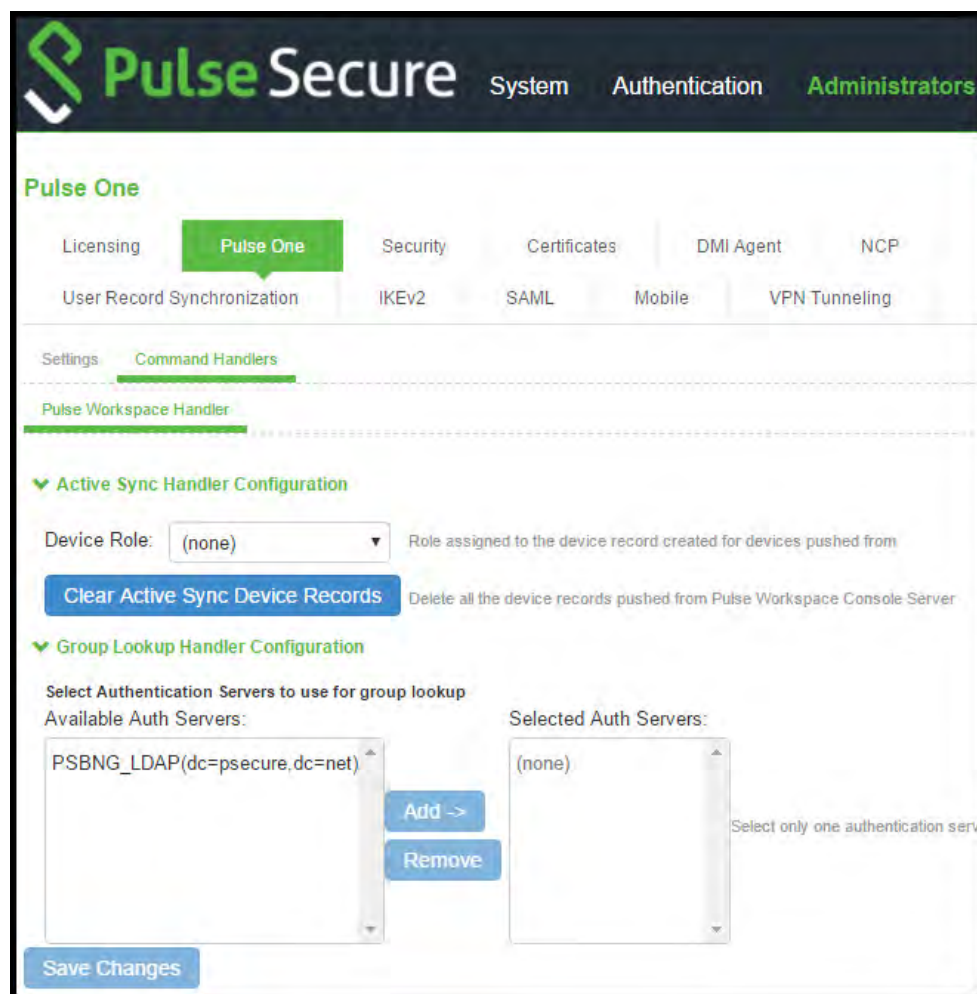 Pulse Secure System Authentication Administrators
Pulse One
Licensing Pulse One Security Certificates DMI Agent NCP
User Record Synchronization IKEv2 SAML Mobile VPN Tunneling
Settings Command Handlers
Pulse Workspace Handler
Active Sync Handler Configuration
Device Role: (none) Role assigned to the device record created for devices pushed from
Clear Active Sync Device Records Delete all the device records pushed from Pulse Workspace Console Server
Group Lookup Handler Configuration
Select Authentication Servers to use for group lookup
Available Auth Servers: Selected Auth Servers:
PSBNG_LDAP(dc=psecure,dc=net) (none)
Add ->
Select only one authentication serv
Remove
Save Changes